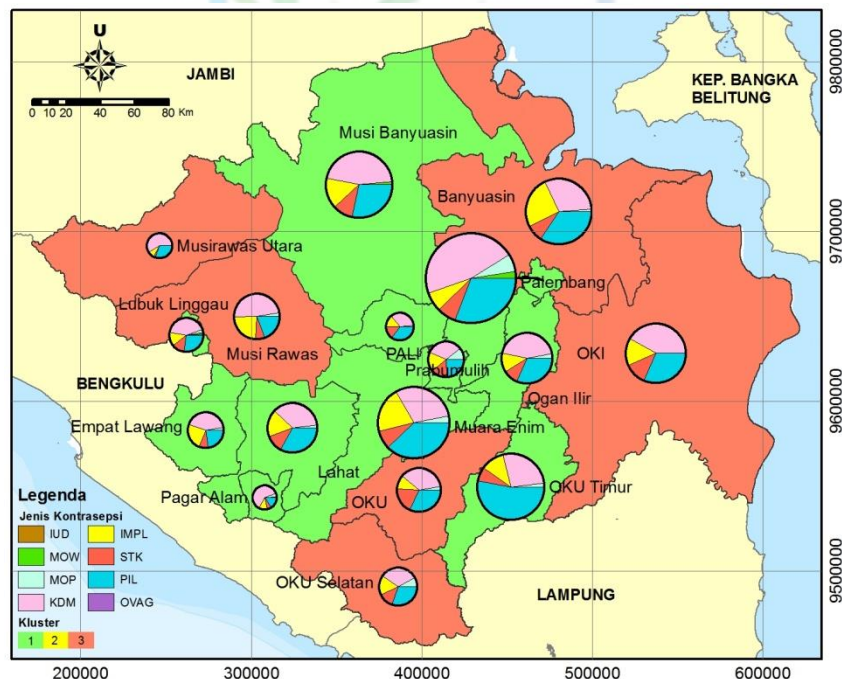 U
JAMBI
KEP. BANGKA
BELITUNG
0 10 20 40 60 80 Km
Musi Banyuasin
Banyuasin
Musirawas Utara
Palembang
Lubuk Linggau
Musi Rawas
PALI
Prabumulih
OKI
BENGKULU
Ogan Ilir
Empat Lawang
Muara Enim
Lahat
Pagar Alam
OKU
OKU Timur
OKU Selatan
LAMPUNG
Legenda
Jenis Kontrasepsi
IUD IMPL
MOW STK
MOP PIL
KDM OVAG
Kluster
1 2 3
200000 300000 400000 500000 600000
9800000
9700000
9600000
9500000